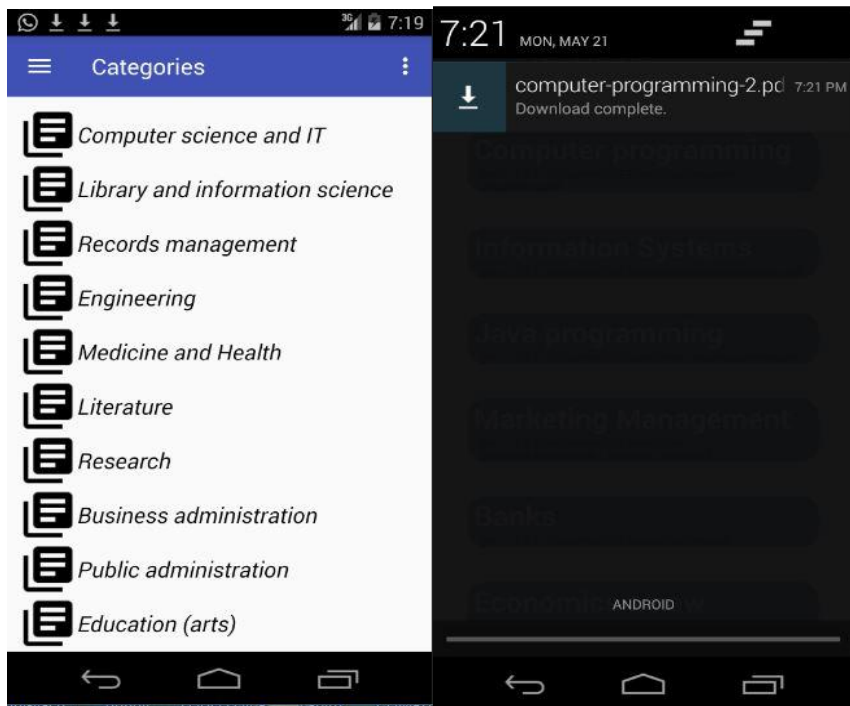 3G 7:19
Categories
Computer science and IT
Library and information science
Records management
Engineering
Medicine and Health
Literature
Research
Business administration
Public administration
Education (arts)
7:21 MON, MAY 21
computer-programming-2.pd 7:21 PM
Download complete.
Computer programming
Information Systems
Java programming
Marketing Management
Banks
ANDROID